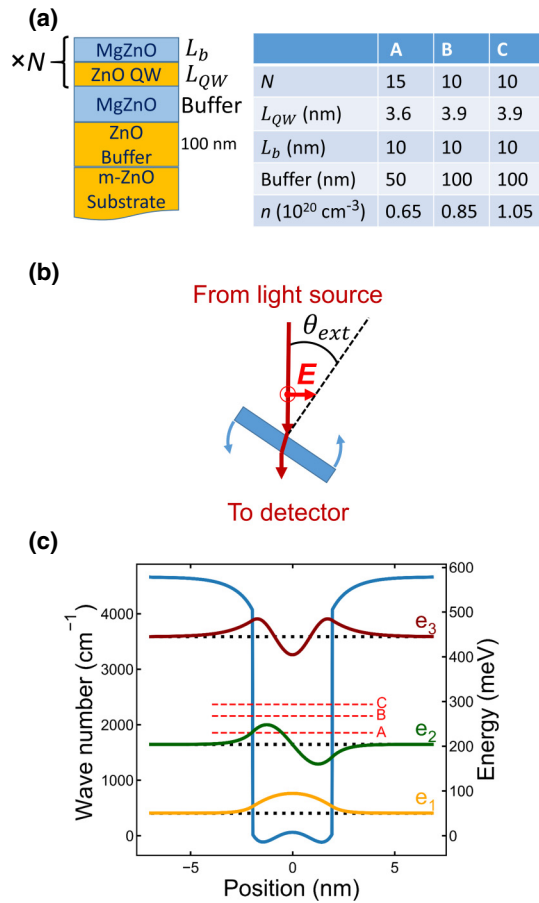 (a)
×N
MgZnO
L_b
ZnO QW
L_QW
MgZnO
Buffer
ZnO
Buffer
100 nm
m-ZnO
Substrate
A B C
N 15 10 10
L_QW (nm) 3.6 3.9 3.9
L_b (nm) 10 10 10
Buffer (nm) 50 100 100
n (10²⁰ cm⁻³) 0.65 0.85 1.05
(b)
From light source
θ_ext
E
To detector
(c)
Wave number (cm⁻¹)
4000
3000
2000
1000
0
e₃
C
B
A
e₂
e₁
600
500
400
300
200
100
0
Energy (meV)
-5 0 5
Position (nm)